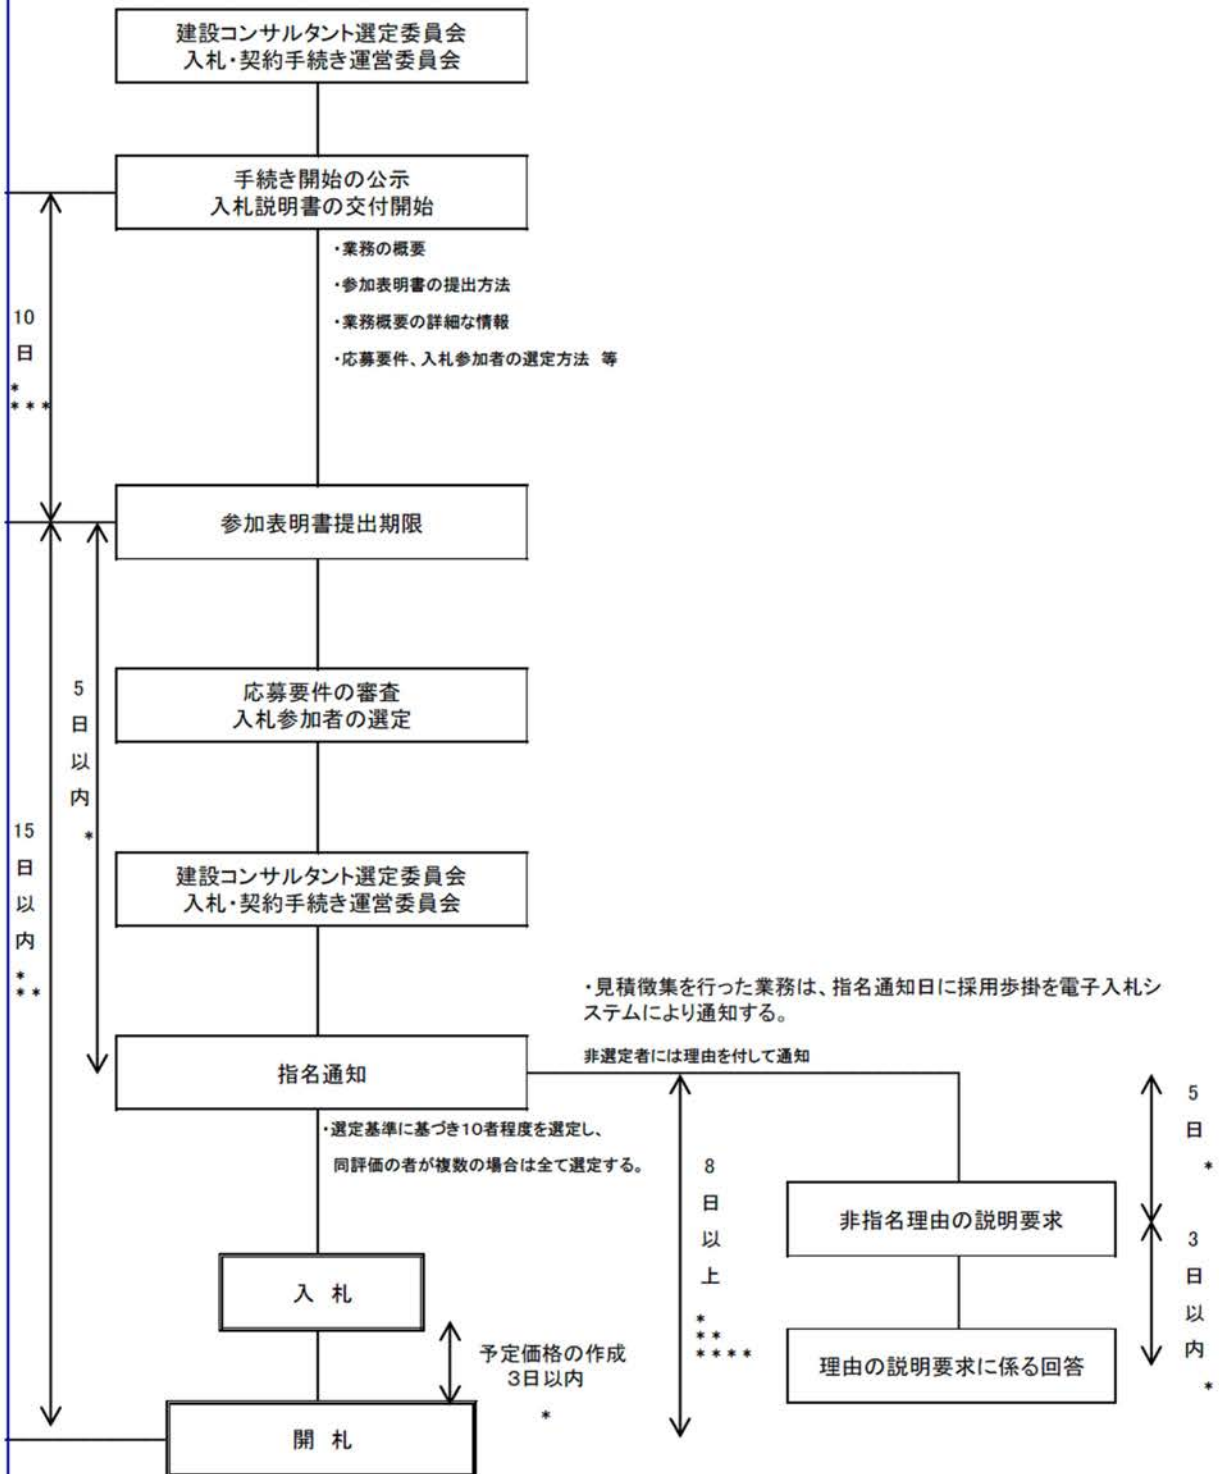 建設コンサルタント選定委員会
入札・契約手続き運営委員会
手続き開始の公示
入札説明書の交付開始
・業務の概要
・参加表明書の提出方法
・業務概要の詳細な情報
・応募要件、入札参加者の選定方法 等
10
日
*
***
参加表明書提出期限
5
日
以
内
*
応募要件の審査
入札参加者の選定
15
日
以
内
*
**
建設コンサルタント選定委員会
入札・契約手続き運営委員会
・見積徴集を行った業務は、指名通知日に採用歩掛を電子入札シ
ステムにより通知する。
非選定者には理由を付して通知
指名通知
・選定基準に基づき10者程度を選定し、
同評価の者が複数の場合は全て選定する。
8
日
以
上
*
**
****
5
日
*
非指名理由の説明要求
3
日
以
内
*
理由の説明要求に係る回答
入 札
予定価格の作成
3日以内
*
開 札